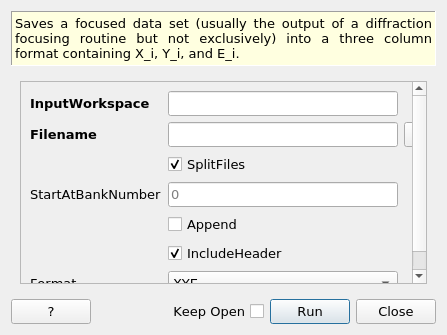 Saves a focused data set (usually the output of a diffraction
focusing routine but not exclusively) into a three column
format containing X_i, Y_i, and E_i.
InputWorkspace
Filename
SplitFiles
StartAtBankNumber 0
Append
IncludeHeader
Format XYE
? Keep Open Run Close